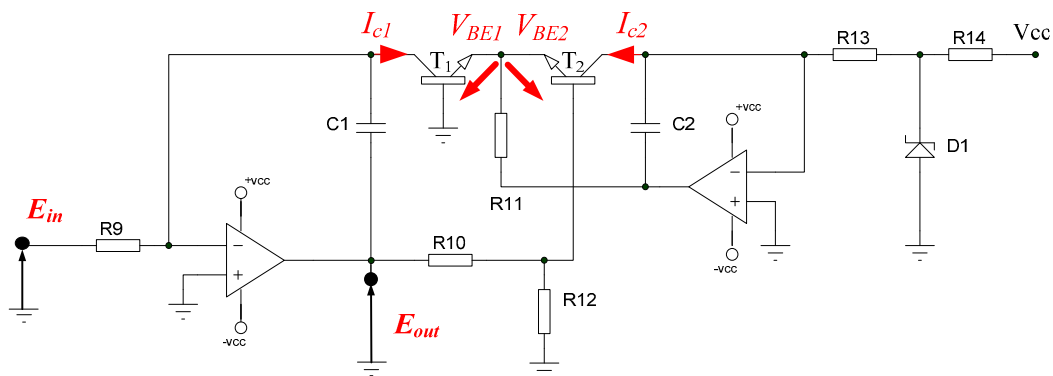 Ic1 VBE1 VBE2 Ic2
R13 R14 Vcc
T1 T2
C1 C2
+vcc
D1
−
+
-vcc
R11
Ein
R9
+vcc
−
+
-vcc
R10
R12
Eout